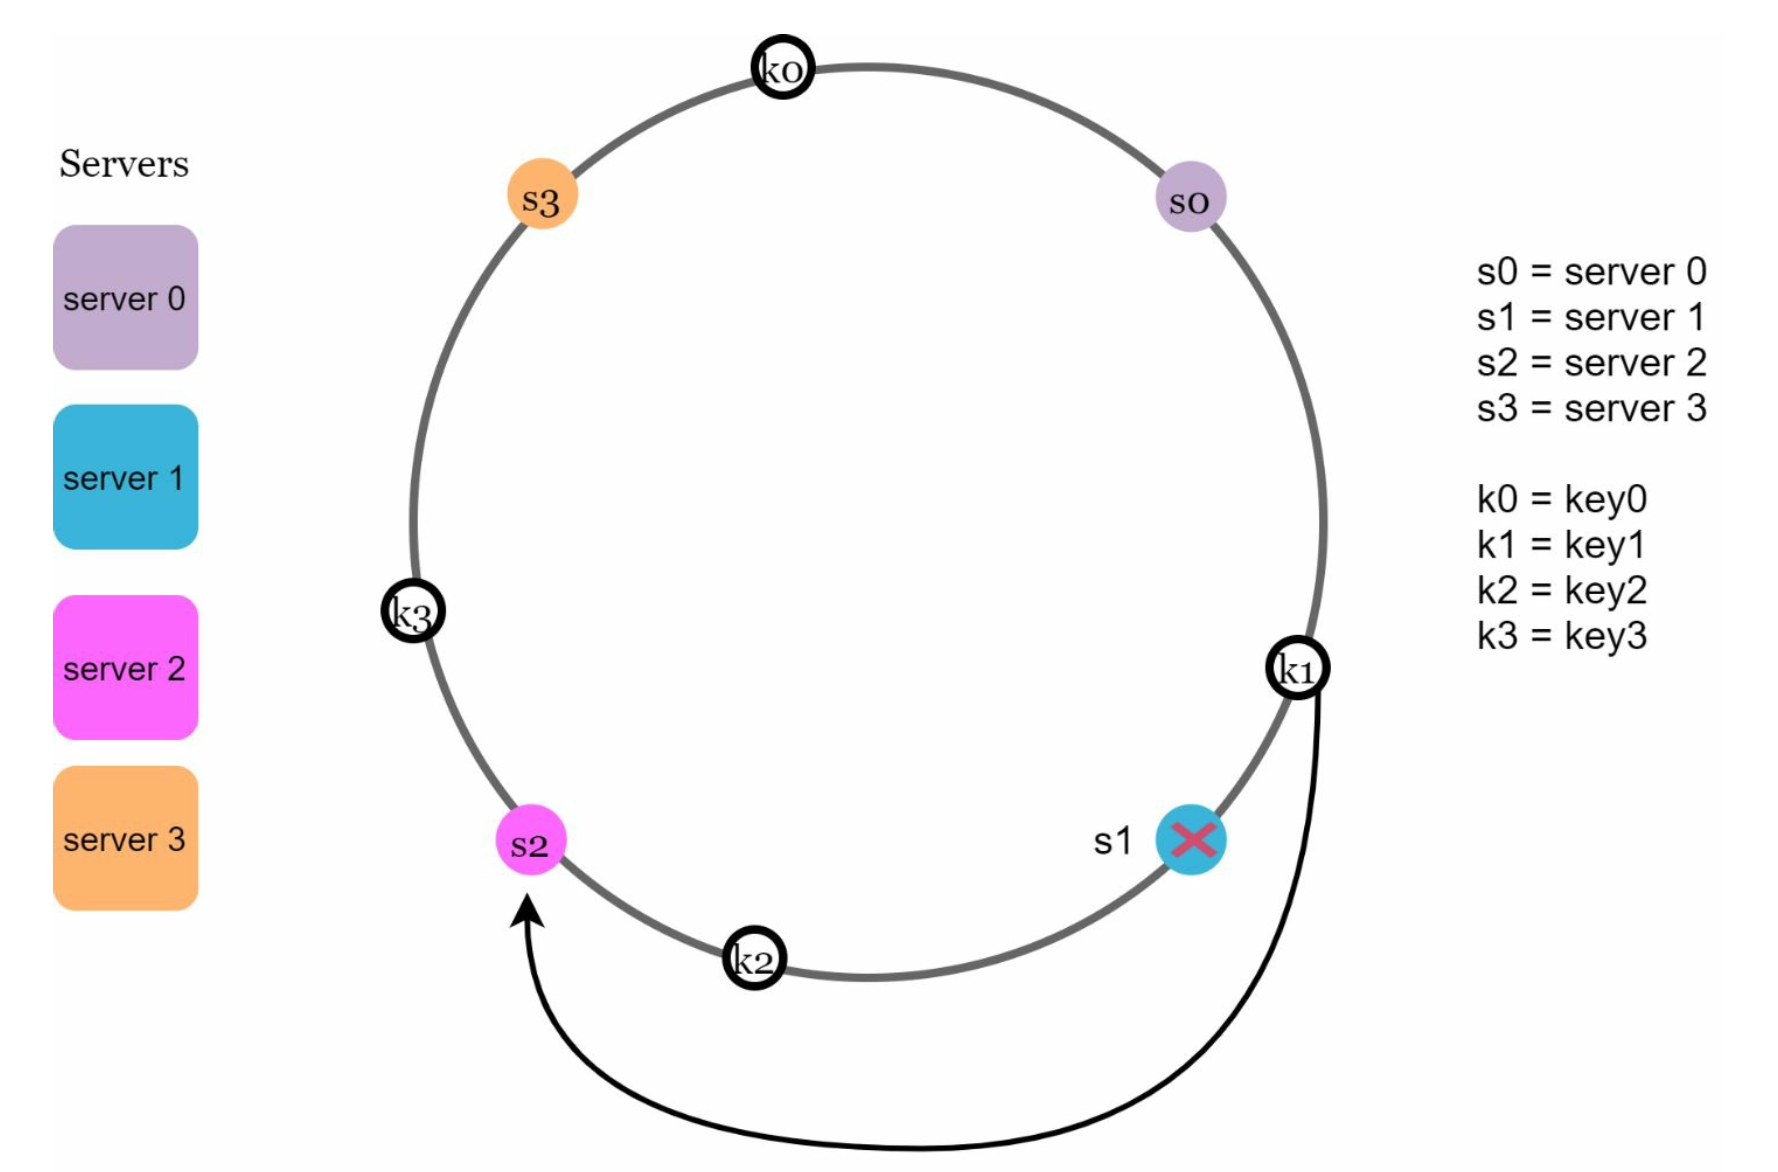 Servers
server 0
server 1
server 2
server 3
k0
s3
s0
k3
k1
s2
s1
k2
s0 = server 0
s1 = server 1
s2 = server 2
s3 = server 3
k0 = key0
k1 = key1
k2 = key2
k3 = key3